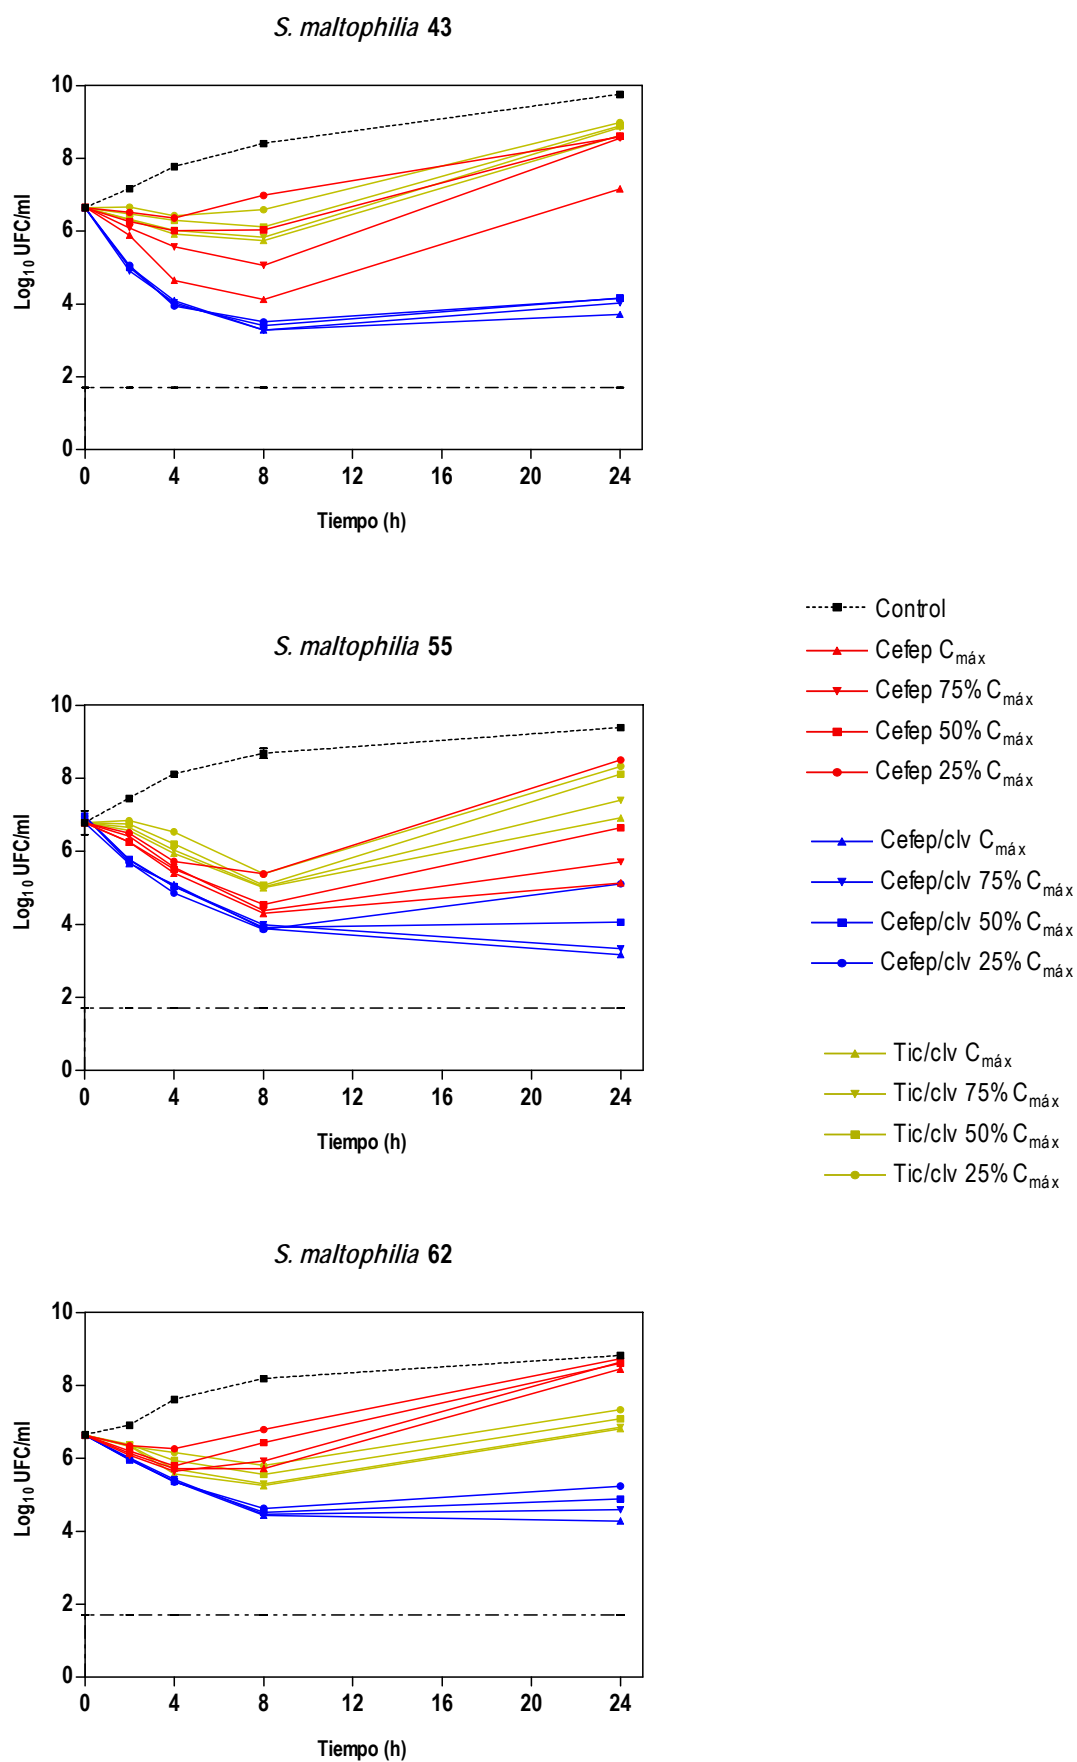 S. maltophilia 43
10
8
6
4
2
0
Log10 UFC/ml
0 4 8 12 16 20 24
Tiempo (h)
S. maltophilia 55
10
8
6
4
2
0
Log10 UFC/ml
0 4 8 12 16 20 24
Tiempo (h)
Control
Cefep Cmáx
Cefep 75% Cmáx
Cefep 50% Cmáx
Cefep 25% Cmáx
Cefep/clv Cmáx
Cefep/clv 75% Cmáx
Cefep/clv 50% Cmáx
Cefep/clv 25% Cmáx
Tic/clv Cmáx
Tic/clv 75% Cmáx
Tic/clv 50% Cmáx
Tic/clv 25% Cmáx
S. maltophilia 62
10
8
6
4
2
0
Log10 UFC/ml
0 4 8 12 16 20 24
Tiempo (h)